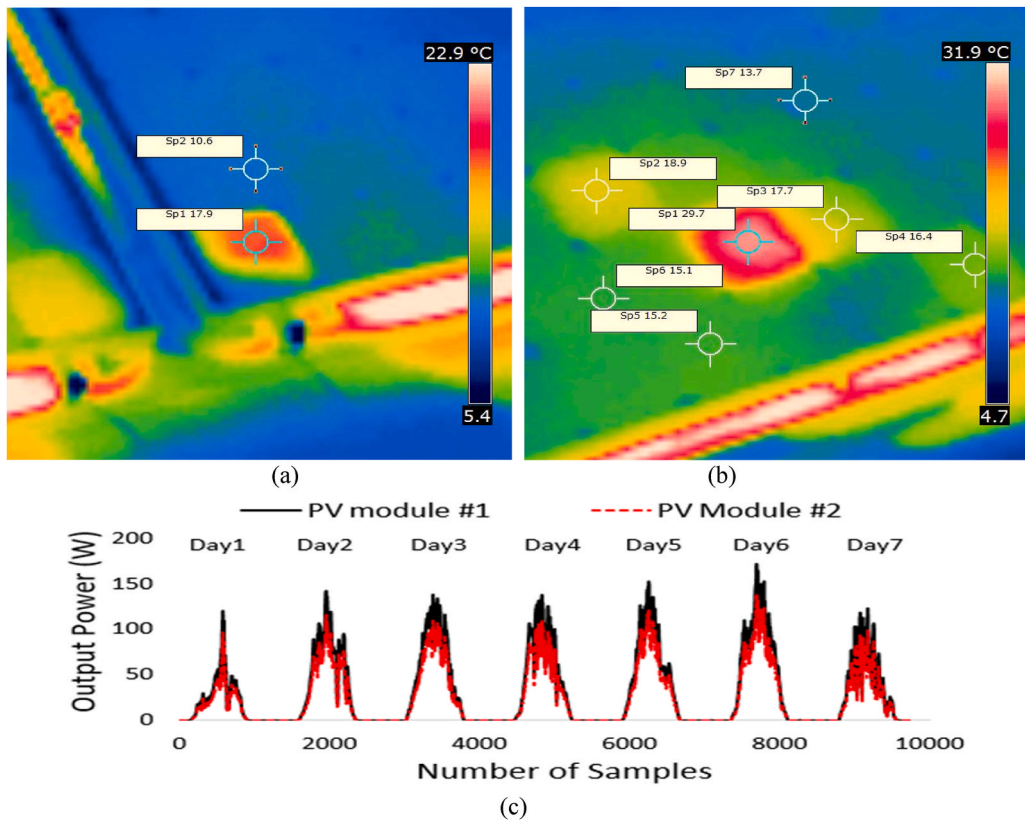 22.9 °C
Sp2 10.6
Sp1 17.9
5.4
(a)
31.9 °C
Sp7 13.7
Sp2 18.9
Sp3 17.7
Sp1 29.7
Sp4 16.4
Sp6 15.1
Sp5 15.2
4.7
(b)
PV module #1
PV Module #2
Output Power (W)
200
150
100
50
0
Day1
Day2
Day3
Day4
Day5
Day6
Day7
0
2000
4000
6000
8000
10000
Number of Samples
(c)